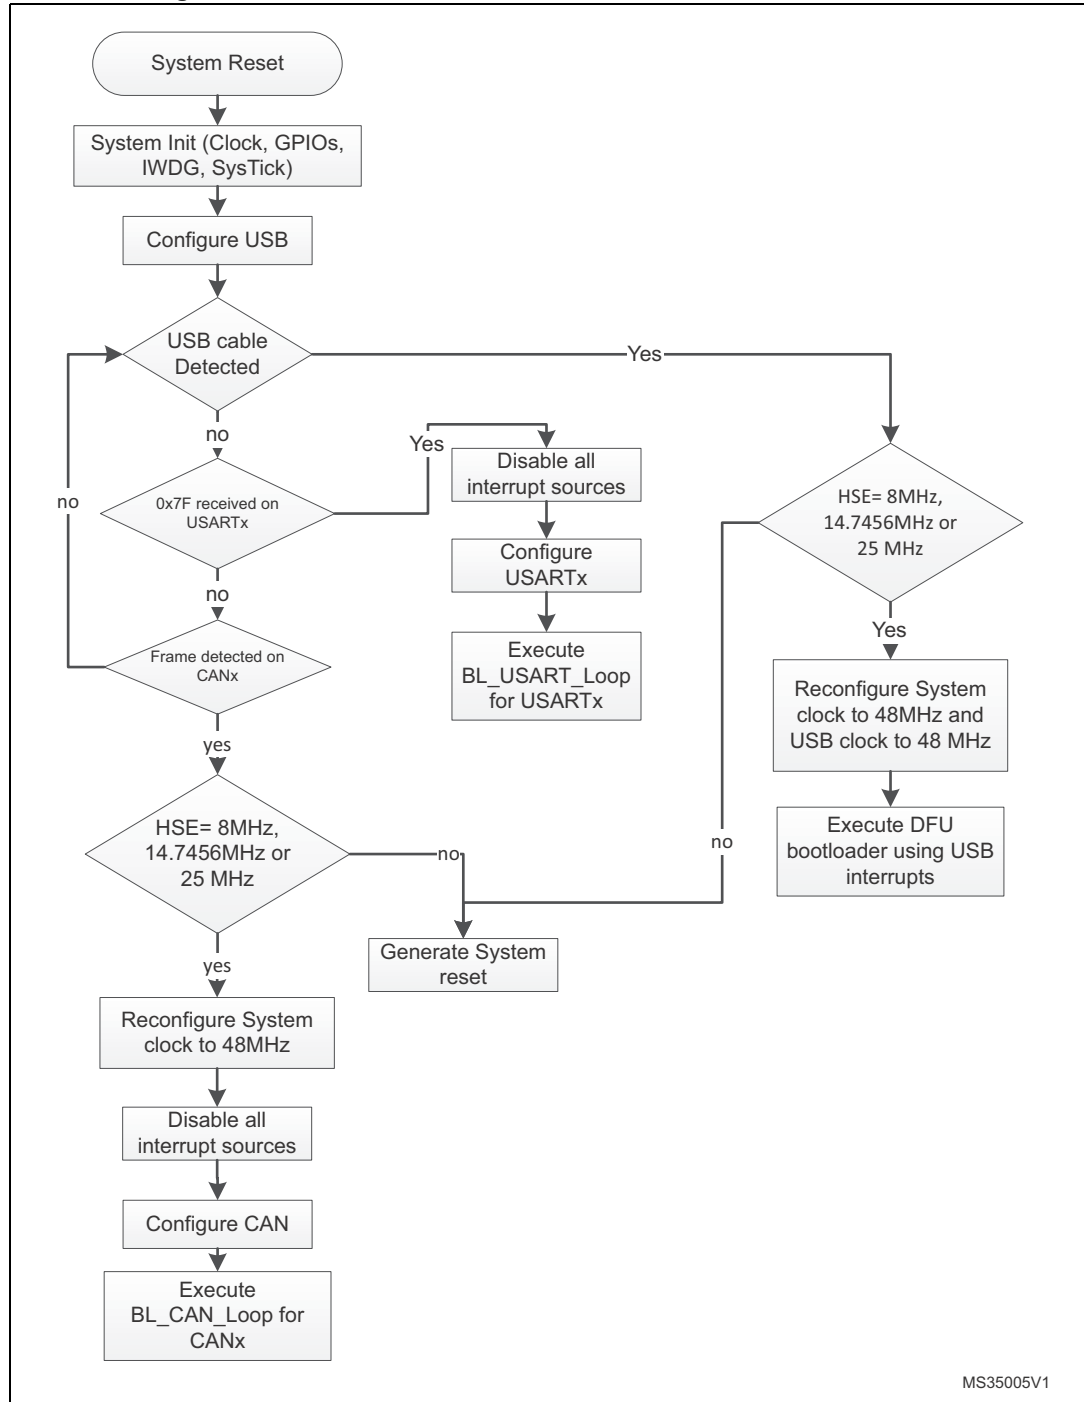 System Reset
System Init (Clock, GPIOs,
IWDG, SysTick)
Configure USB
USB cable
Detected
Yes
no
0x7F received on
USARTx
Yes
Disable all
interrupt sources
Configure
USARTx
Execute
BL_USART_Loop
for USARTx
no
no
Frame detected on
CANx
yes
HSE= 8MHz,
14.7456MHz or
25 MHz
no
Generate System
reset
yes
Reconfigure System
clock to 48MHz
Disable all
interrupt sources
Configure CAN
Execute
BL_CAN_Loop for
CANx
HSE= 8MHz,
14.7456MHz or
25 MHz
no
Yes
Reconfigure System
clock to 48MHz and
USB clock to 48 MHz
Execute DFU
bootloader using USB
interrupts
MS35005V1